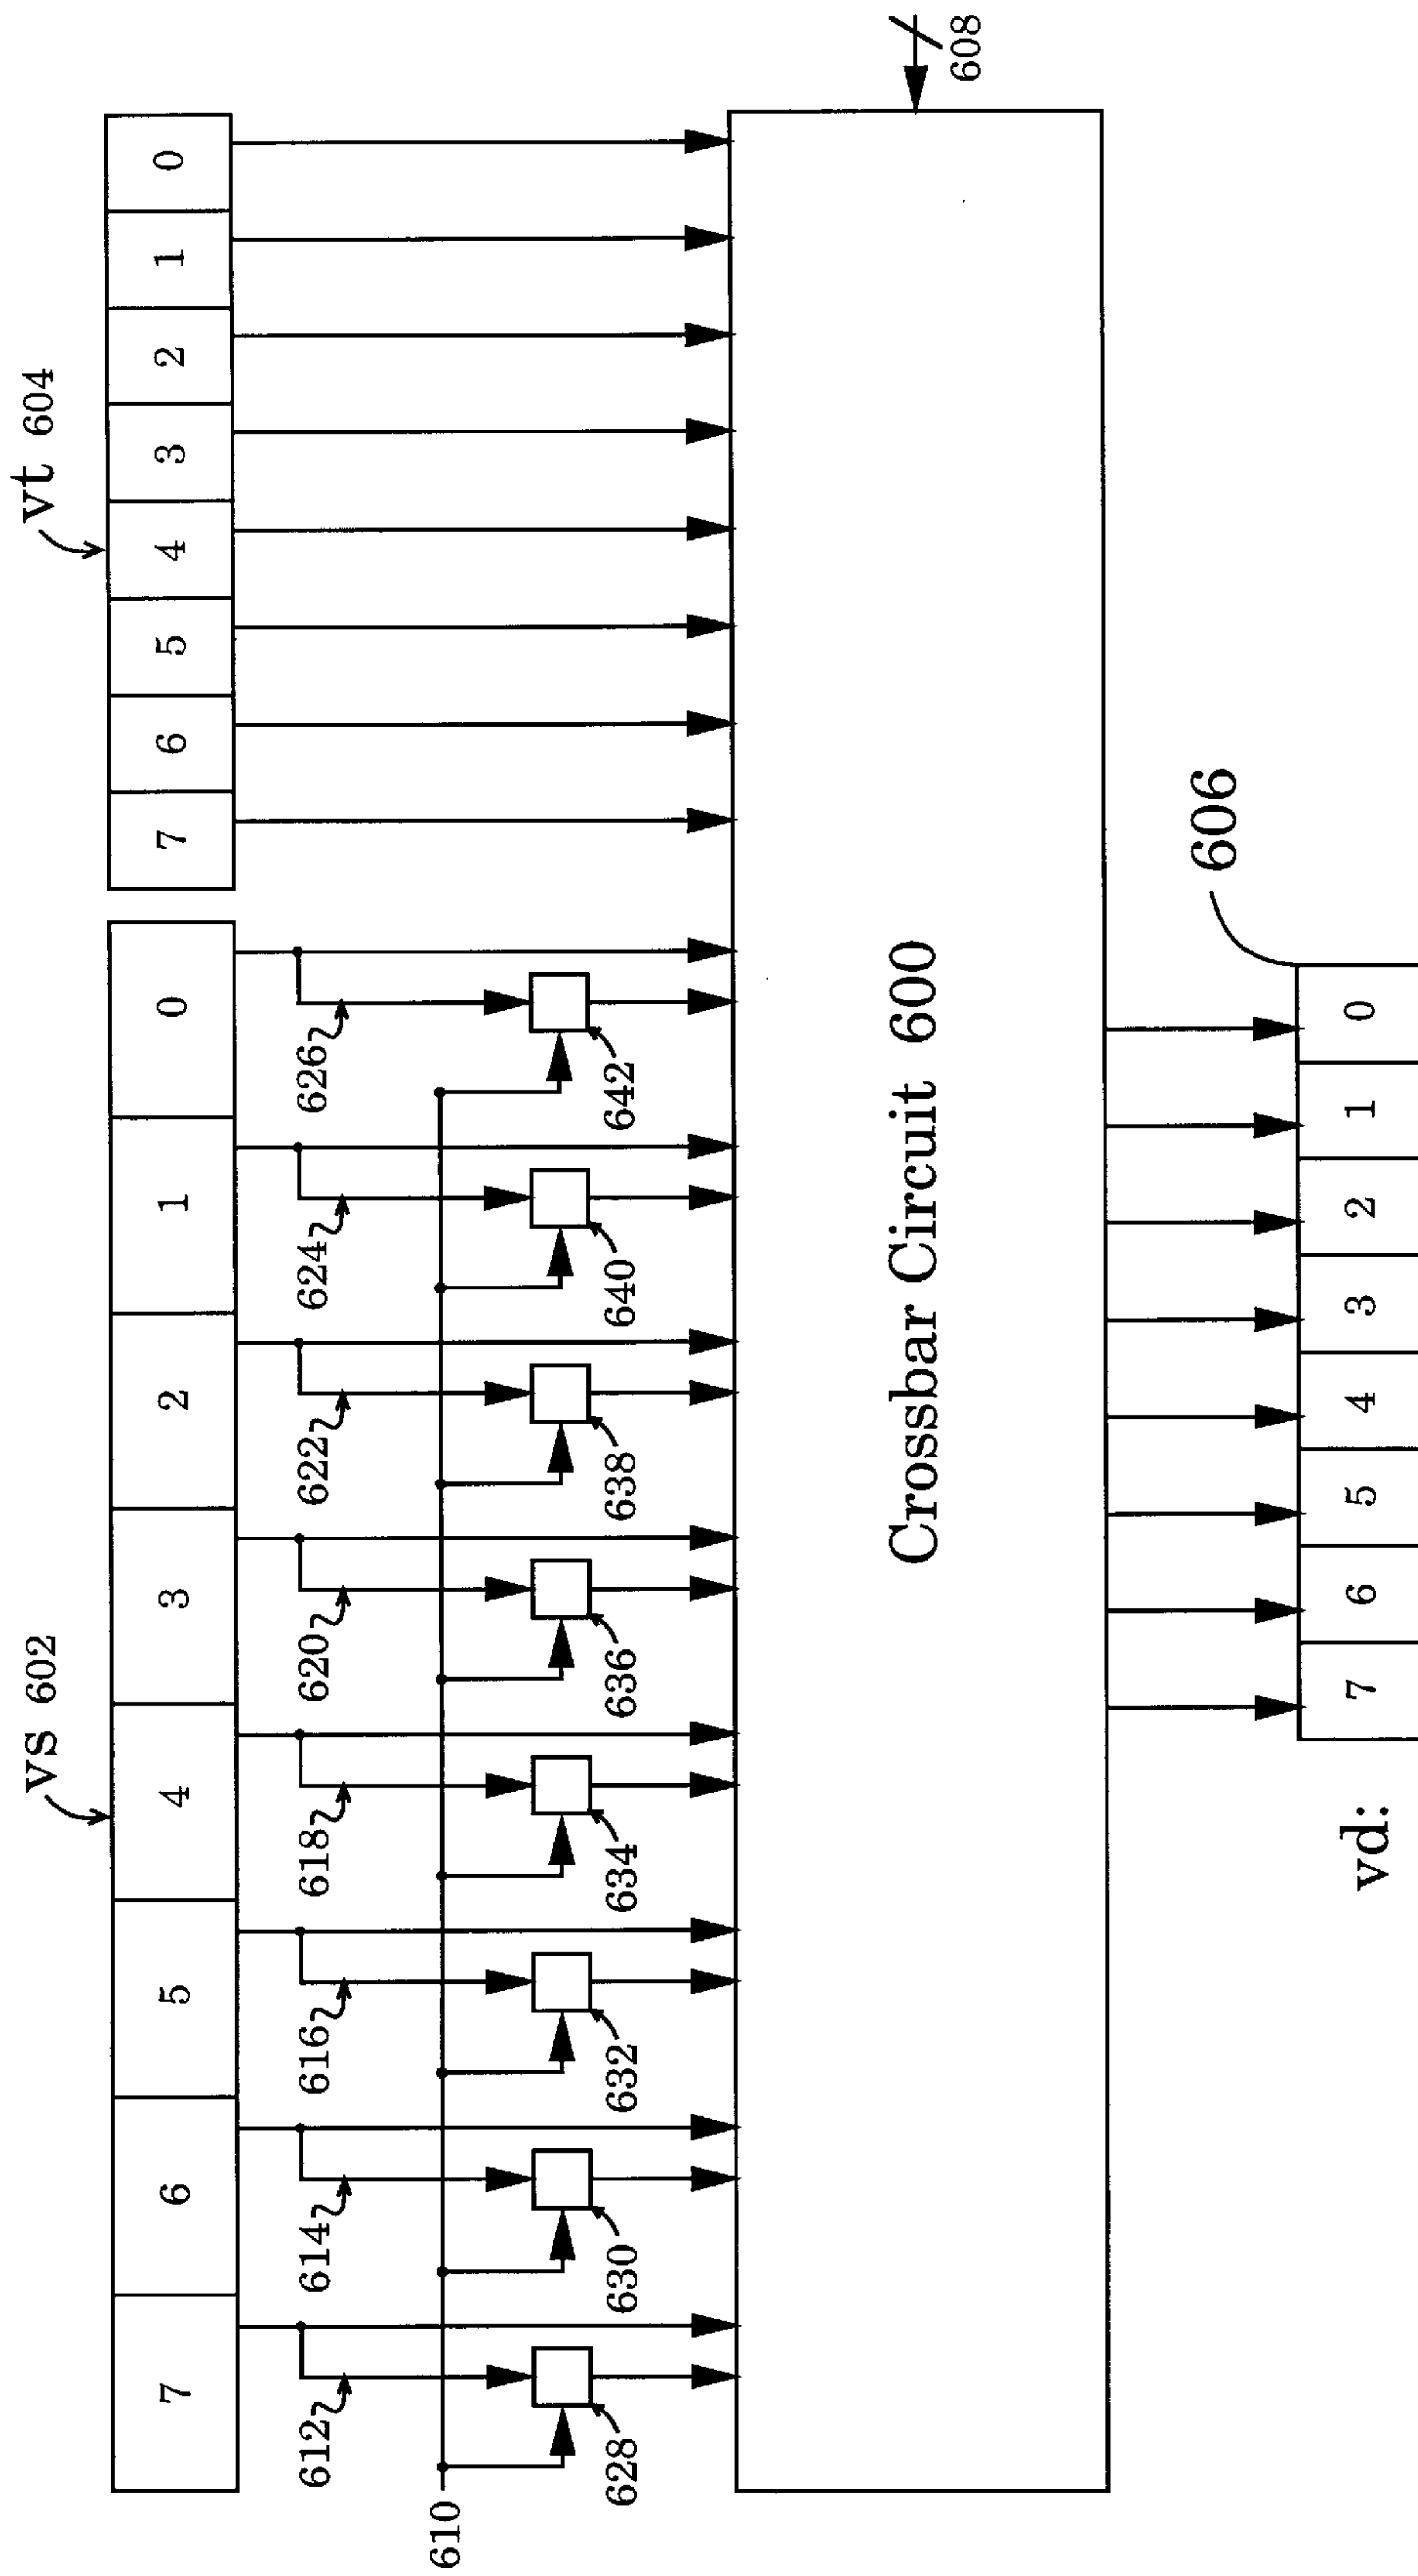 vs 602
vt 604
7 6 5 4 3 2 1 0
7 6 5 4 3 2 1 0
612 614 616 618 620 622 624 626
610
628 630 632 634 636 638 640 642
Crossbar Circuit 600
608
606
vd: 7 6 5 4 3 2 1 0